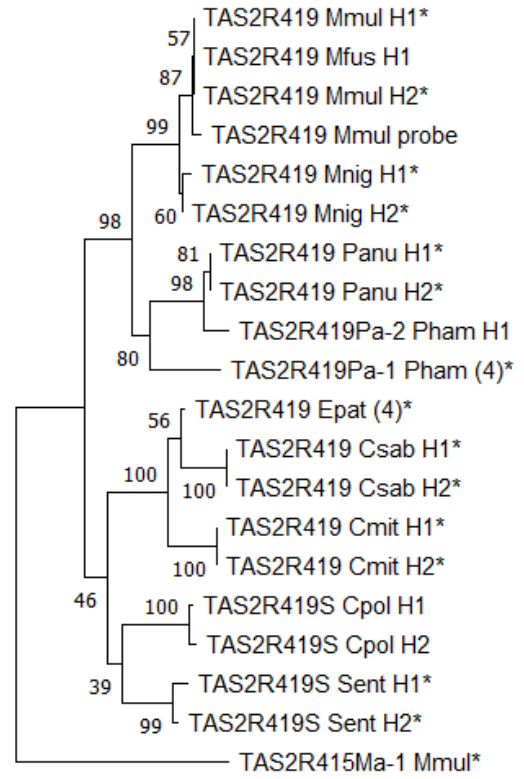 TAS2R419 Mmul H1*
57
TAS2R419 Mfus H1
87
TAS2R419 Mmul H2*
99
TAS2R419 Mmul probe
TAS2R419 Mnig H1*
60
TAS2R419 Mnig H2*
98
81
TAS2R419 Panu H1*
98
TAS2R419 Panu H2*
TAS2R419Pa-2 Pham H1
80
TAS2R419Pa-1 Pham (4)*
56
TAS2R419 Epat (4)*
TAS2R419 Csab H1*
100
100
TAS2R419 Csab H2*
TAS2R419 Cmit H1*
100
TAS2R419 Cmit H2*
46
100
TAS2R419S Cpol H1
TAS2R419S Cpol H2
39
TAS2R419S Sent H1*
99
TAS2R419S Sent H2*
TAS2R415Ma-1 Mmul*